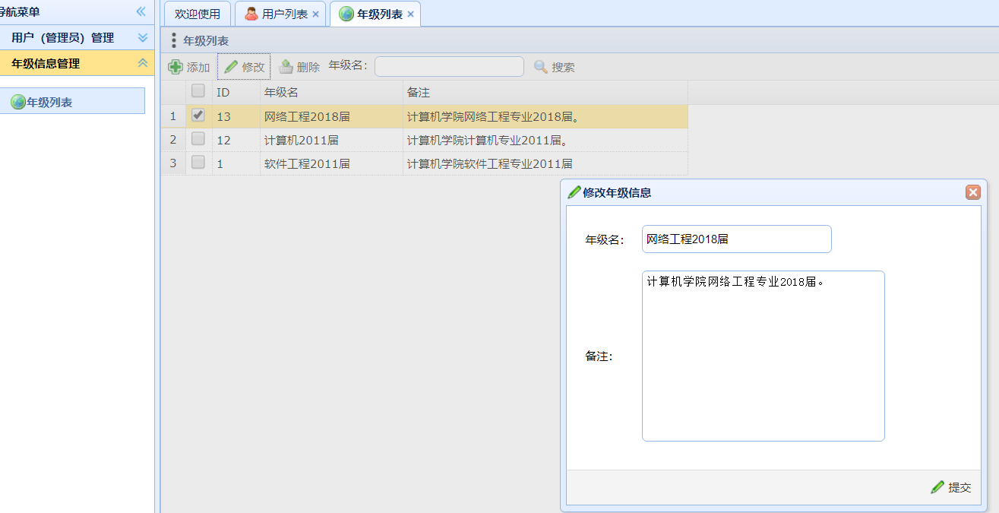 导航菜单
用户（管理员）管理
年级信息管理
年级列表
欢迎使用 用户列表 年级列表
年级列表
添加 修改 删除 年级名： 搜索
ID 年级名 备注
1 13 网络工程2018届 计算机学院网络工程专业2018届。
2 12 计算机2011届 计算机学院计算机专业2011届。
3 1 软件工程2011届 计算机学院软件工程专业2011届
修改年级信息
年级名： 网络工程2018届
计算机学院网络工程专业2018届。
备注：
提交